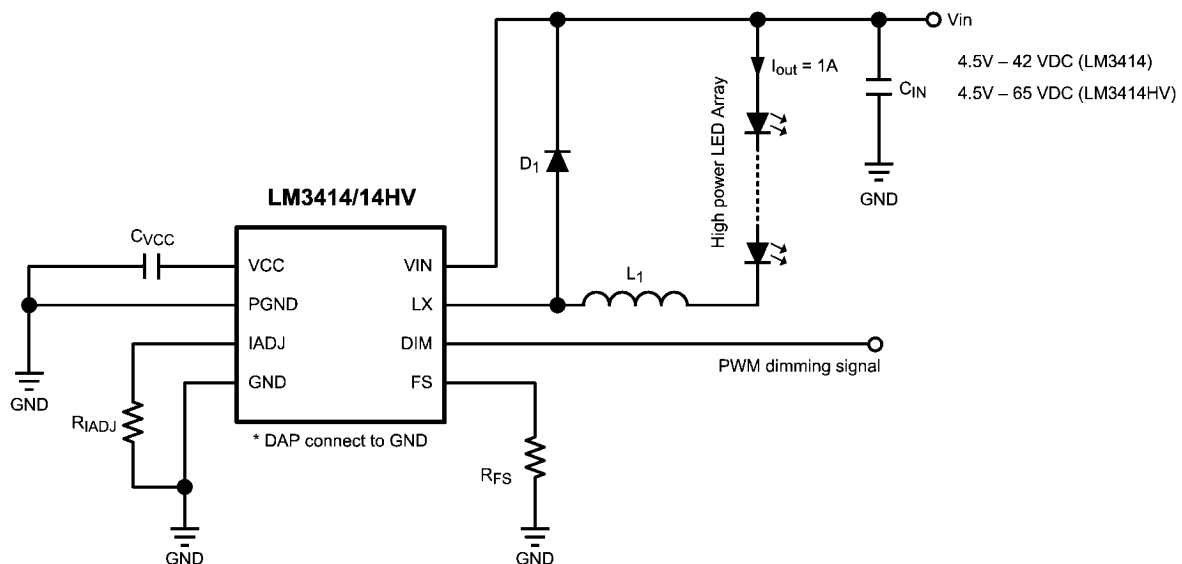 Vin
Iout = 1A
4.5V – 42 VDC (LM3414)
CIN
4.5V – 65 VDC (LM3414HV)
High power LED Array
D1
GND
LM3414/14HV
CVCC
VCC
VIN
L1
PGND
LX
IADJ
DIM
PWM dimming signal
GND
GND
FS
RIADJ
* DAP connect to GND
RFS
GND
GND